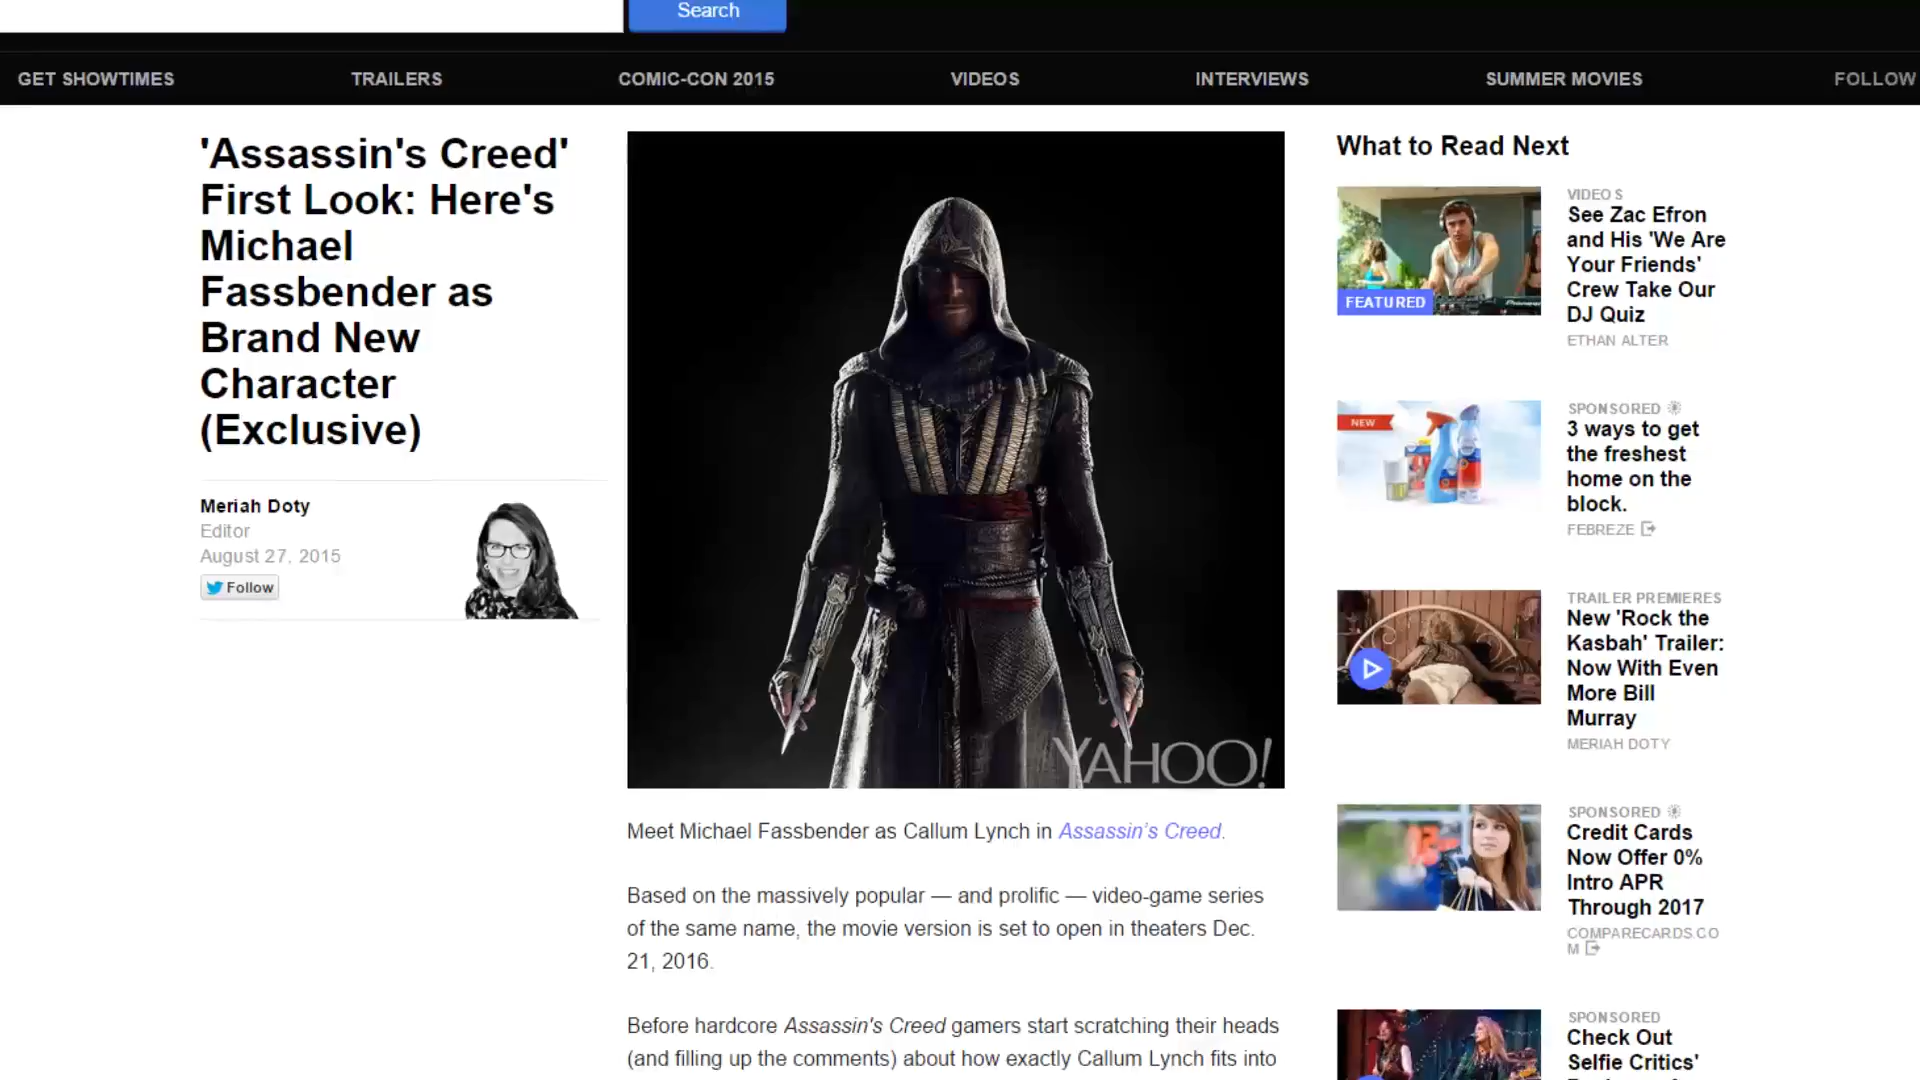 Search
GET SHOWTIMES TRAILERS COMIC-CON 2015 VIDEOS INTERVIEWS SUMMER MOVIES FOLLOW
'Assassin's Creed'
First Look: Here's
Michael
Fassbender as
Brand New
Character
(Exclusive)
Meriah Doty
Editor
August 27, 2015
Follow
YAHOO!
Meet Michael Fassbender as Callum Lynch in Assassin's Creed.
Based on the massively popular — and prolific — video-game series
of the same name, the movie version is set to open in theaters Dec.
21, 2016.
Before hardcore Assassin's Creed gamers start scratching their heads
(and filling up the comments) about how exactly Callum Lynch fits into
What to Read Next
FEATURED
VIDEOS
See Zac Efron
and His 'We Are
Your Friends'
Crew Take Our
DJ Quiz
ETHAN ALTER
NEW
SPONSORED
3 ways to get
the freshest
home on the
block.
FEBREZE
TRAILER PREMIERES
New 'Rock the
Kasbah' Trailer:
Now With Even
More Bill
Murray
MERIAH DOTY
SPONSORED
Credit Cards
Now Offer 0%
Intro APR
Through 2017
COMPARECARDS.CO
M
SPONSORED
Check Out
Selfie Critics'